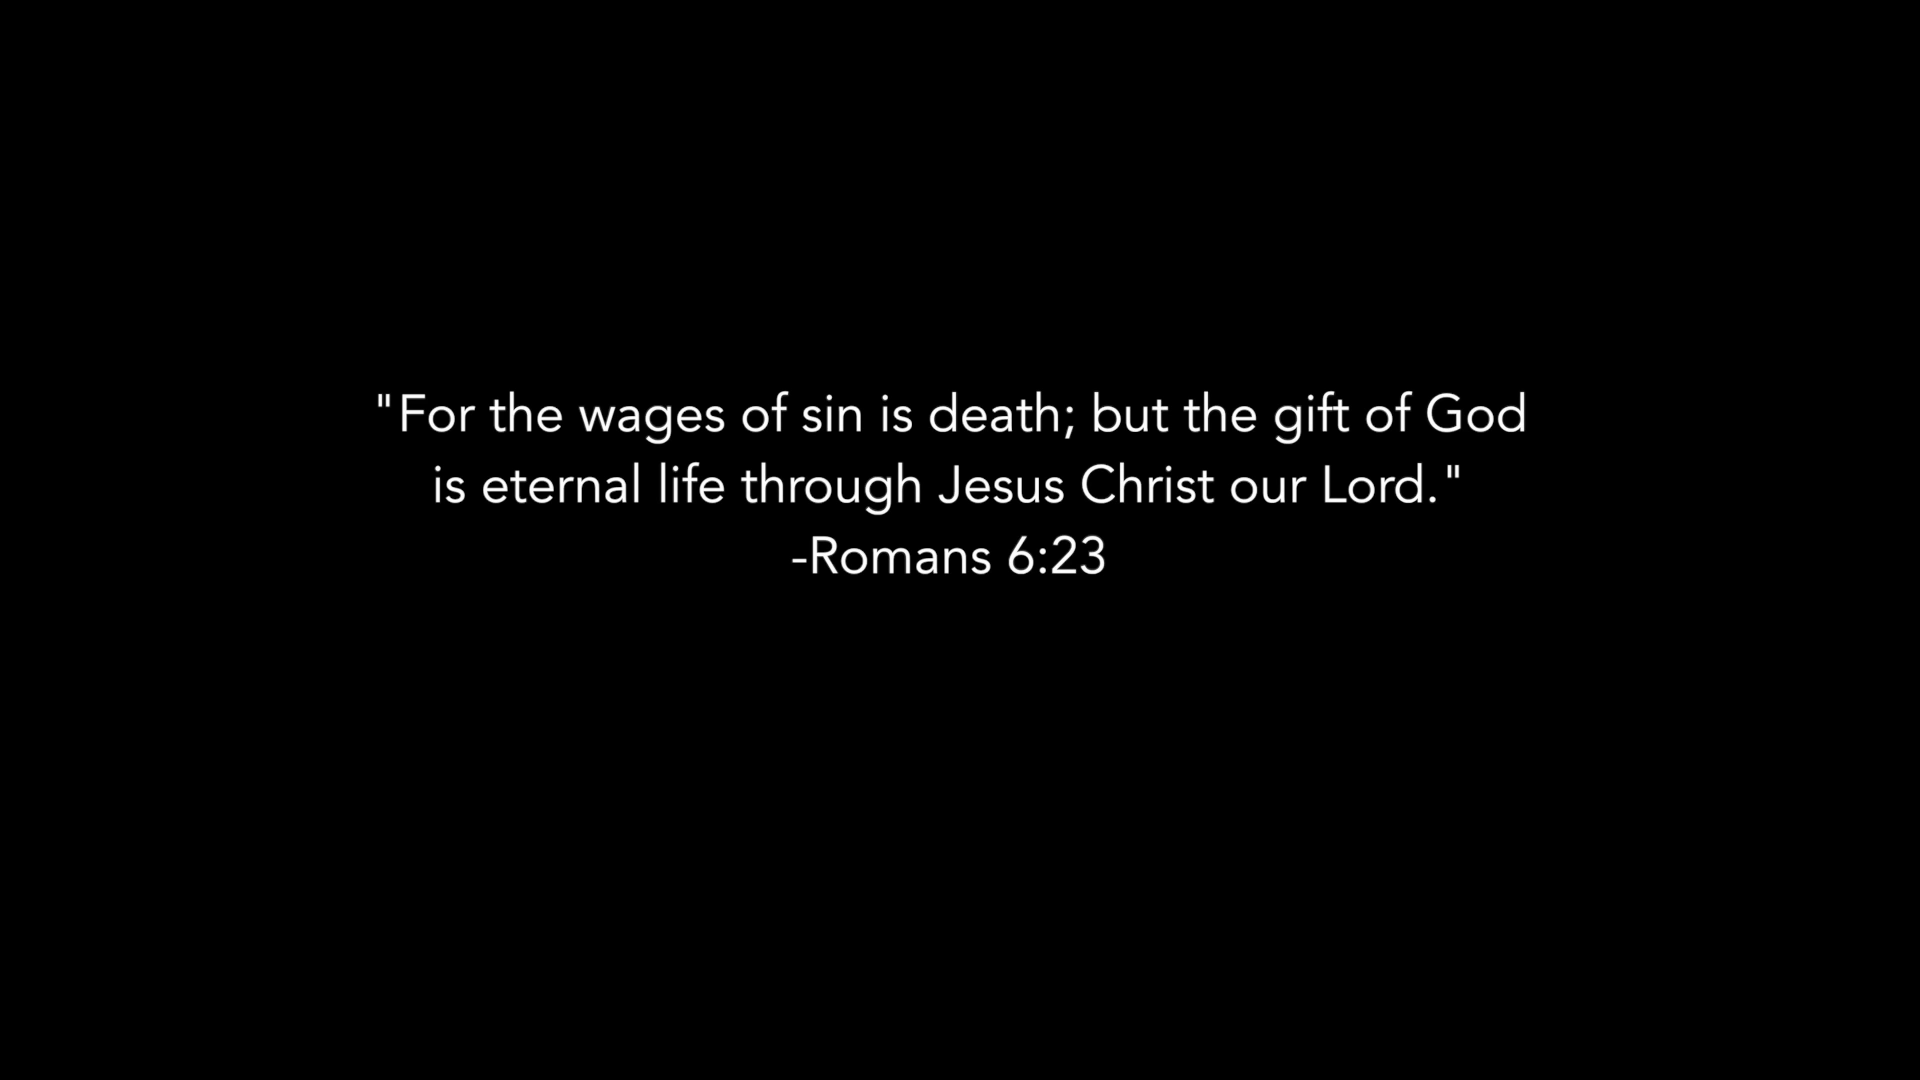 "For the wages of sin is death; but the gift of God
is eternal life through Jesus Christ our Lord."
-Romans 6:23